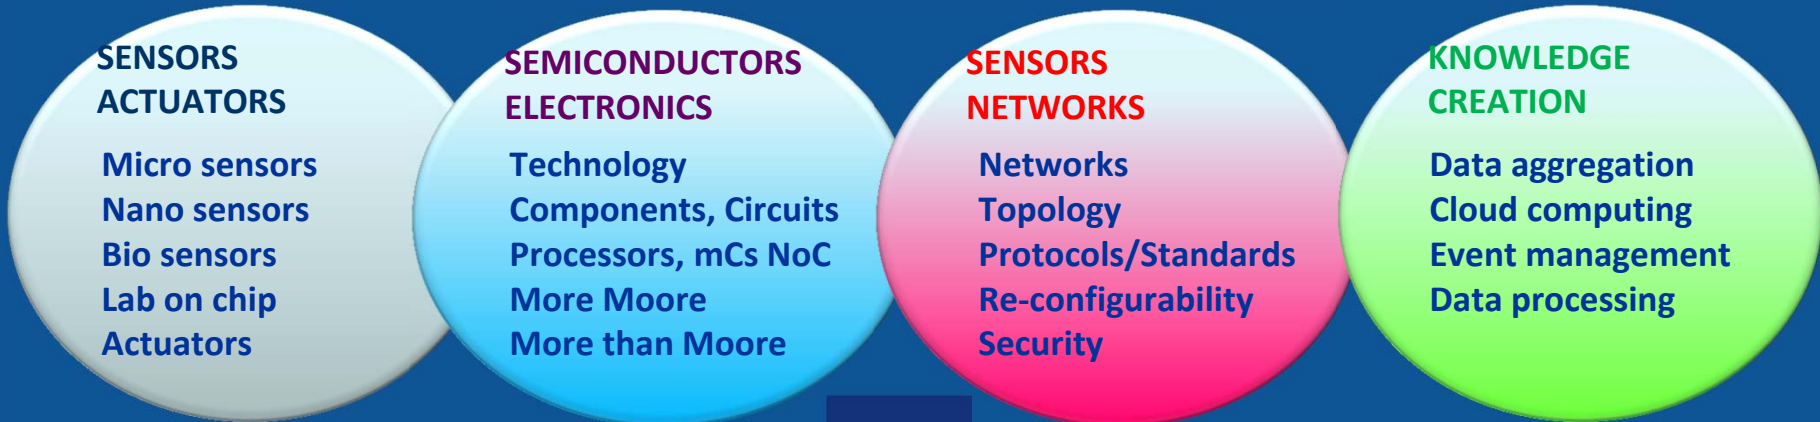 SENSORS
ACTUATORS
Micro sensors
Nano sensors
Bio sensors
Lab on chip
Actuators
SEMICONDUCTORS
ELECTRONICS
Technology
Components, Circuits
Processors, mCs NoC
More Moore
More than Moore
SENSORS
NETWORKS
Networks
Topology
Protocols/Standards
Re-configurability
Security
KNOWLEDGE
CREATION
Data aggregation
Cloud computing
Event management
Data processing